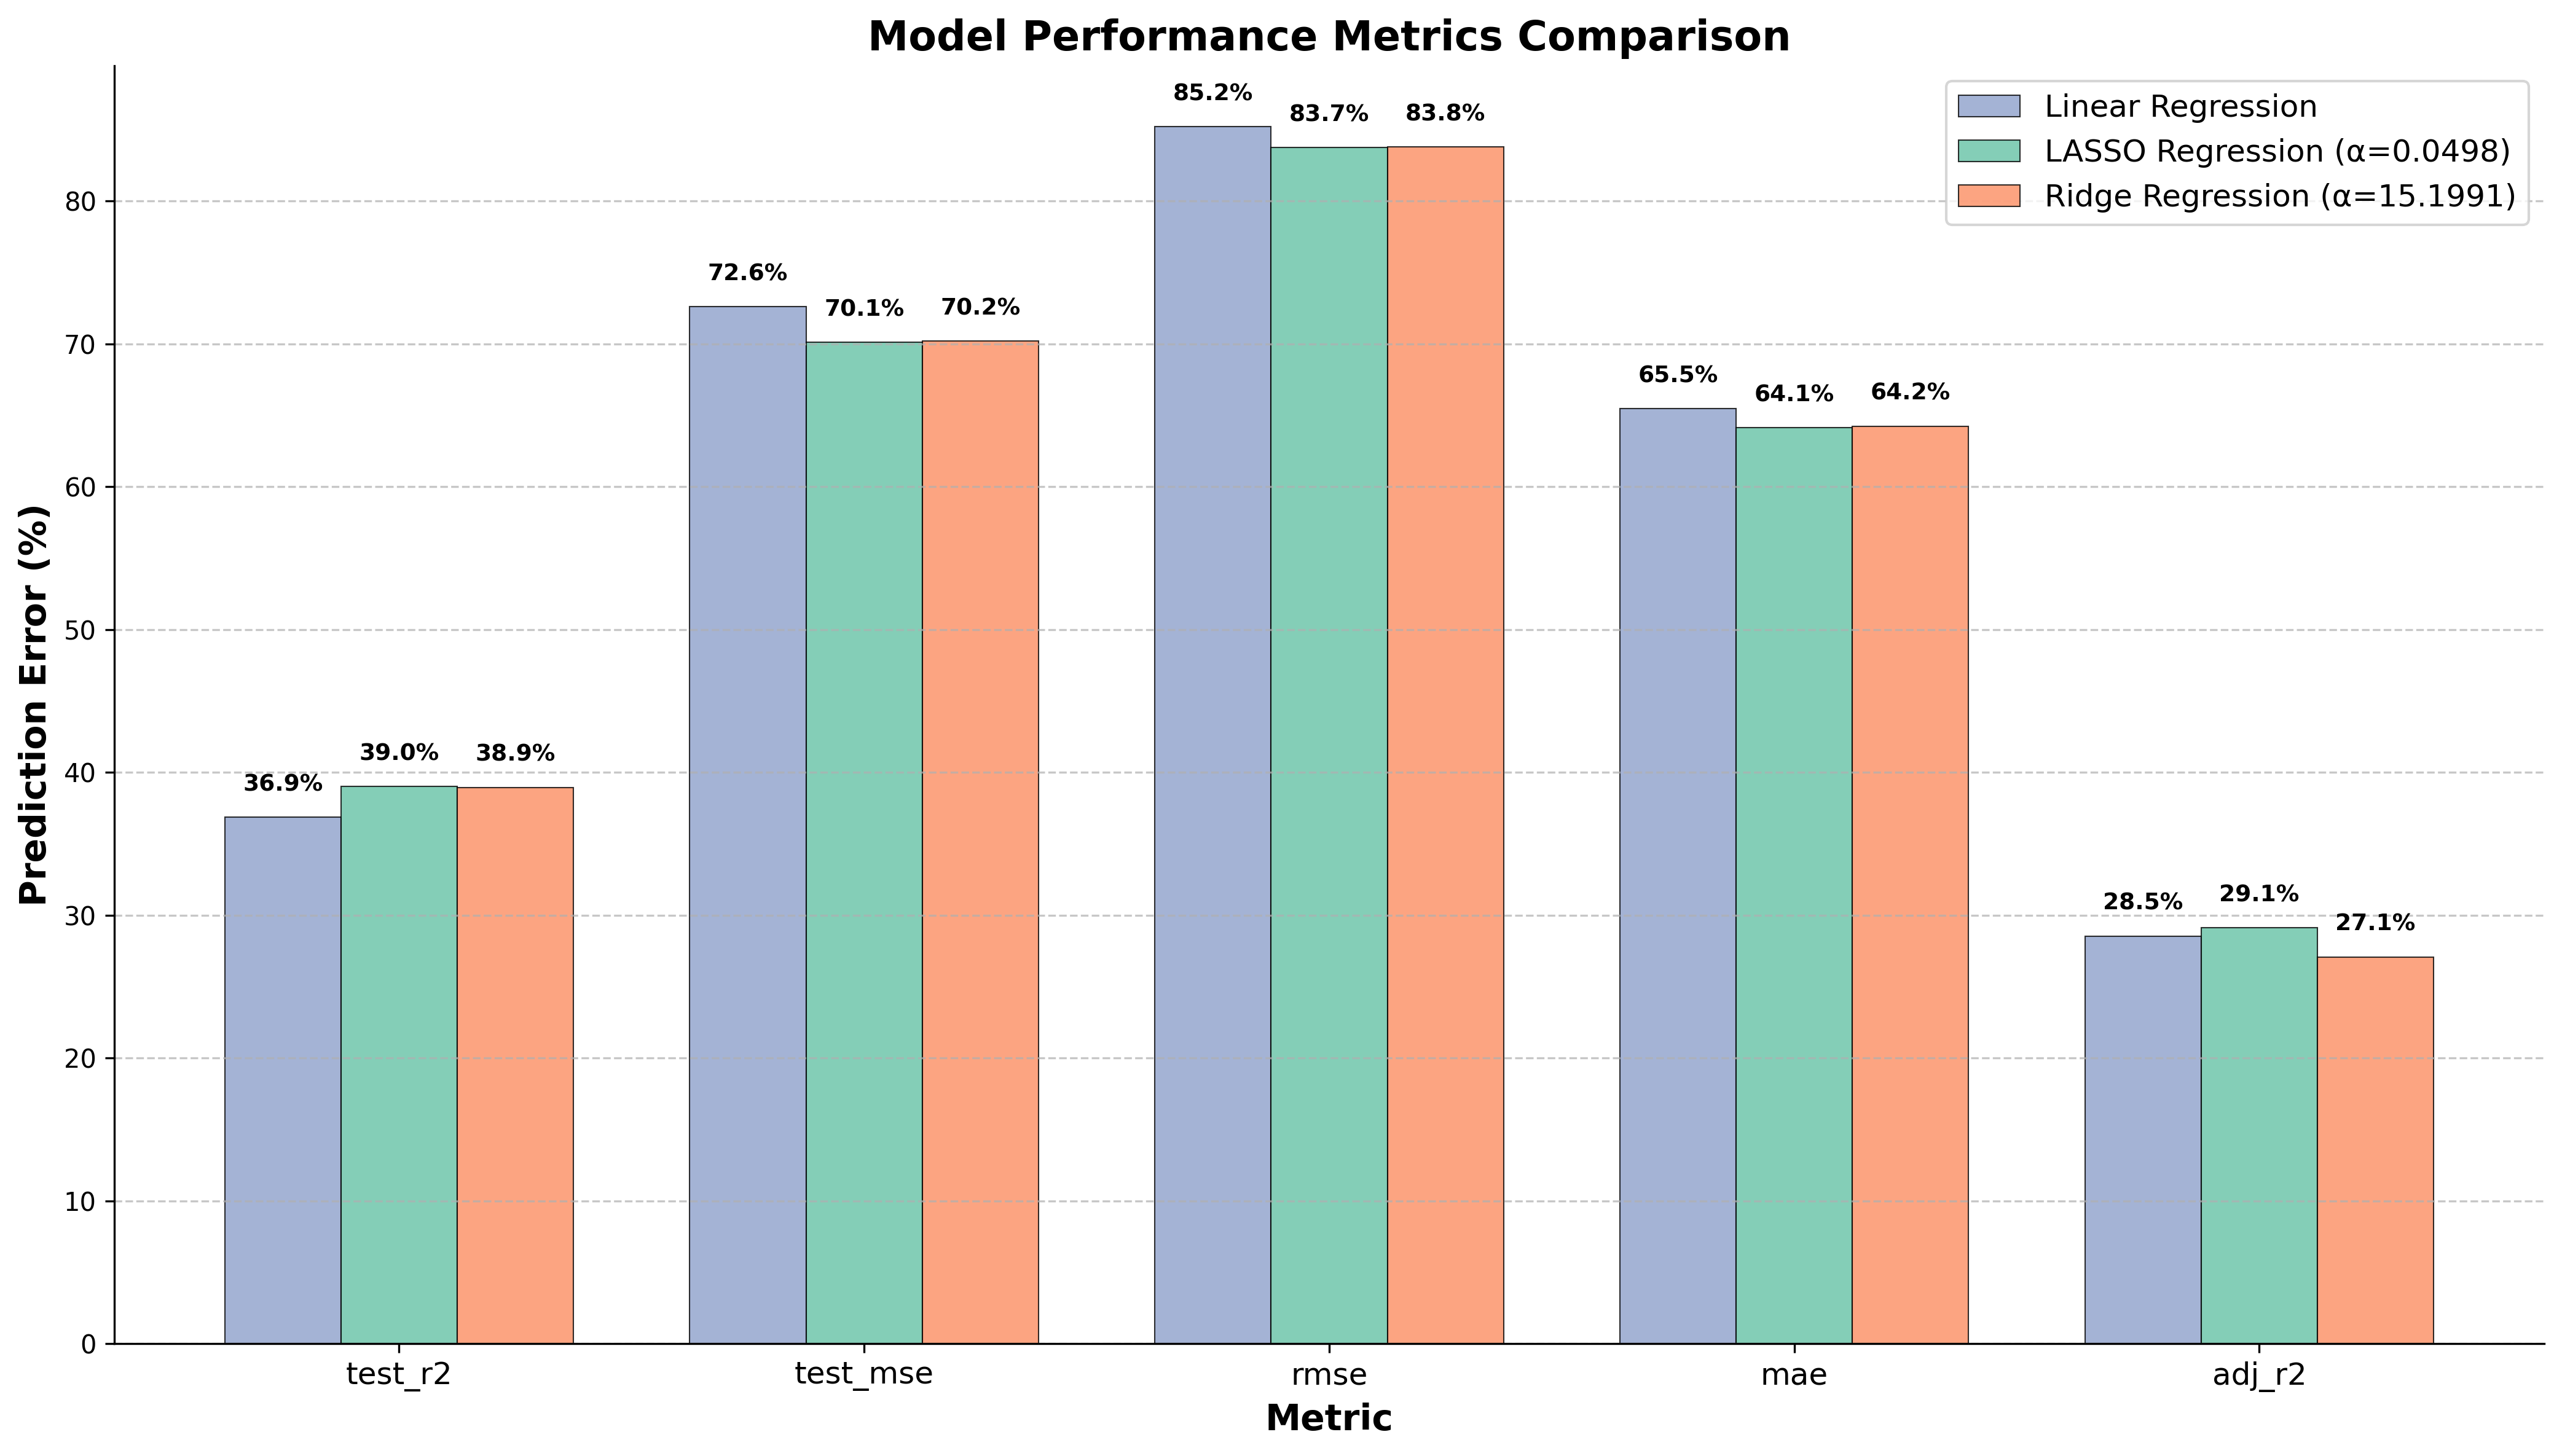 Model Performance Metrics Comparison
Linear Regression
LASSO Regression (α=0.0498)
Ridge Regression (α=15.1991)
Prediction Error (%)
80
70
60
50
40
30
20
10
0
36.9%
39.0%
38.9%
72.6%
70.1%
70.2%
85.2%
83.7%
83.8%
65.5%
64.1%
64.2%
28.5%
29.1%
27.1%
test_r2
test_mse
rmse
mae
adj_r2
Metric